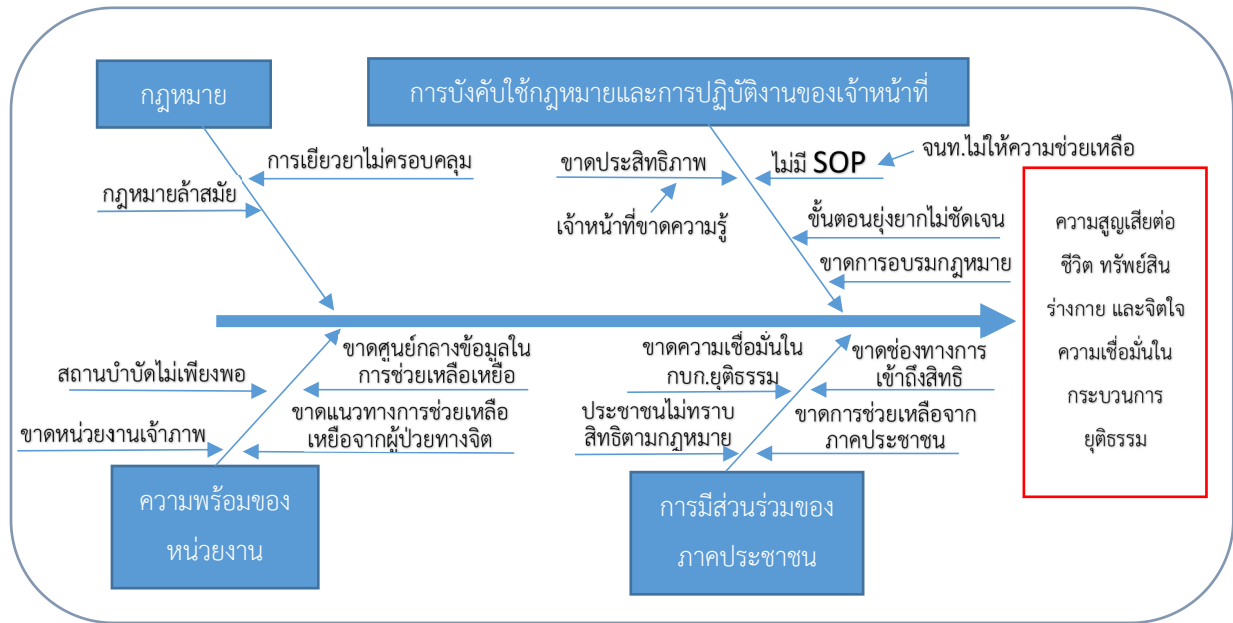 กฎหมาย
การบังคับใช้กฎหมายและการปฏิบัติงานของเจ้าหน้าที่
การเยียวยาไม่ครอบคลุม
กฎหมายล้าสมัย
ขาดประสิทธิภาพ
เจ้าหน้าที่ขาดความรู้
ไม่มี SOP
จนท.ไม่ให้ความช่วยเหลือ
ขั้นตอนยุ่งยากไม่ชัดเจน
ขาดการอบรมกฎหมาย
ความสูญเสียต่อ
ชีวิต ทรัพย์สิน
ร่างกาย และจิตใจ
ความเชื่อมั่นใน
กระบวนการ
ยุติธรรม
สถานบำบัดไม่เพียงพอ
ขาดศูนย์กลางข้อมูลใน
การช่วยเหลือเหยื่อ
ขาดหน่วยงานเจ้าภาพ
ขาดแนวทางการช่วยเหลือ
เหยื่อจากผู้ป่วยทางจิต
ขาดความเชื่อมั่นใน
กบก.ยุติธรรม
ขาดช่องทางการ
เข้าถึงสิทธิ
ประชาชนไม่ทราบ
สิทธิตามกฎหมาย
ขาดการช่วยเหลือจาก
ภาคประชาชน
ความพร้อมของ
หน่วยงาน
การมีส่วนร่วมของ
ภาคประชาชน